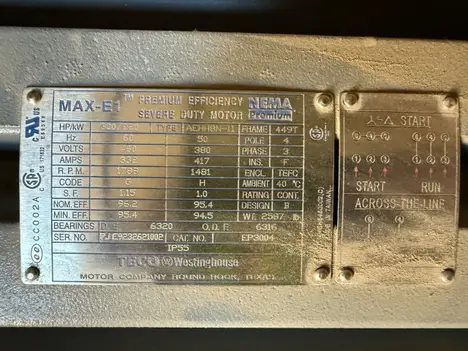 MAX-E1 ™ PREMIUM EFFICIENCY
SEVERE DUTY MOTOR
NEMA
Premium
HP/KW TYPE AEHH8N-U1 FRAME 449T
Hz 50 POLE 4
VOLTS 380 PHASE 3
AMPS 417 INS. F
R.P.M. 1481 ENCL. TEFC
CODE H AMBIENT 40 °C
S.F. 1.15 1.0 RATING CONT.
NOM EFF. 96.2 95.4 DESIGN B
MIN. EFF. 95.4 94.5 WT. 2587 lb.
BEARINGS D.E. 6320 O.D.E. 6316
SER. NO. CAT. NO. EP3004
IP55
TECO Westinghouse
MOTOR COMPANY ROUND ROCK, TEXAS
CC002A
START
START RUN
ACROSS-THE-LINE